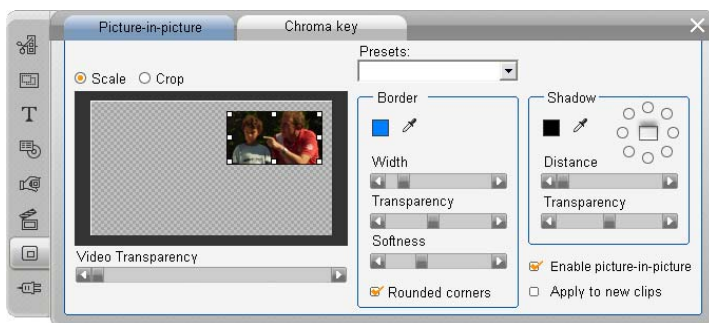 Picture-in-picture
Chroma key
Presets:
Scale
Crop
Border
Shadow
Width
Distance
Transparency
Transparency
Softness
Video Transparency
Enable picture-in-picture
Rounded corners
Apply to new clips
T